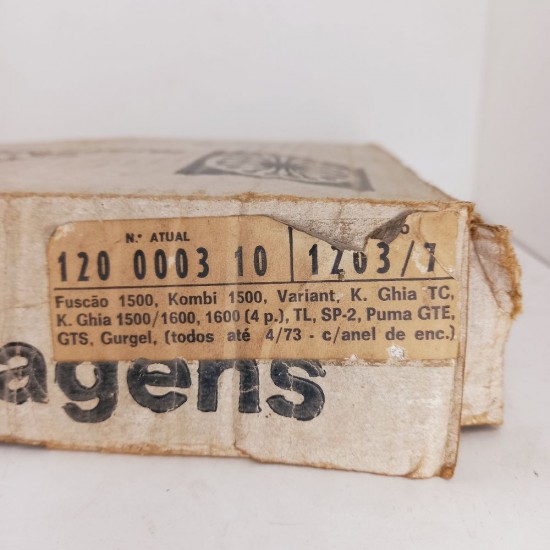 N.º ATUAL
120 0003 10 1203/7
Fuscão 1500, Kombi 1500, Variant, K. Ghia TC,
K. Ghia 1500/1600, 1600 (4 p.), TL, SP-2, Puma GTE,
GTS, Gurgel, (todos até 4/73 - c/anel de enc.)
agens